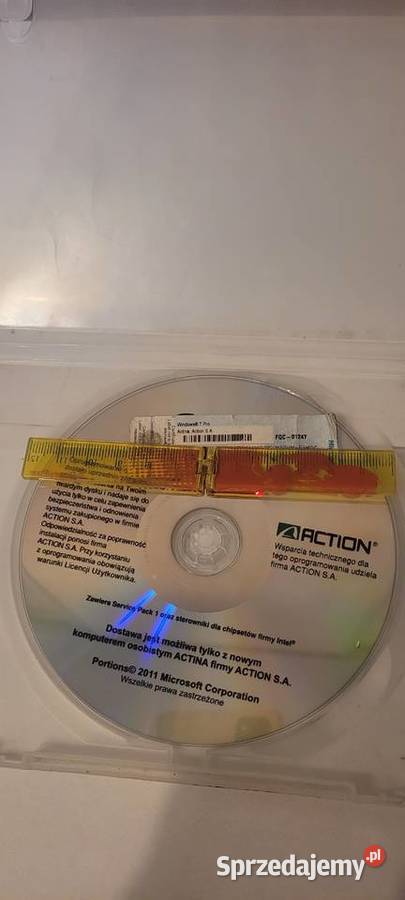 Windows® 7 Pro
Actina, Action S.A.
FQC-01247
Oprogramowanie
twardym dysku i nadaje się do
użycia tylko w celu zapewnienia
bezpieczeństwa i odnowienia
systemu zakupionego w firmie
ACTION S.A.
Odpowiedzialność za poprawność
instalacji ponosi firma
ACTION S.A. Przy korzystaniu
z oprogramowania obowiązują
warunki Licencji Użytkownika.
ACTION®
Wsparcia technicznego dla
tego oprogramowania udziela
firma ACTION S.A.
Zawiera Service Pack 1 oraz sterowniki dla chipsetów firmy Intel®
Dostawa jest możliwa tylko z nowym
komputerem osobistym ACTINA firmy ACTION S.A.
Portions© 2011 Microsoft Corporation
Wszelkie prawa zastrzeżone
Sprzedajemy.pl